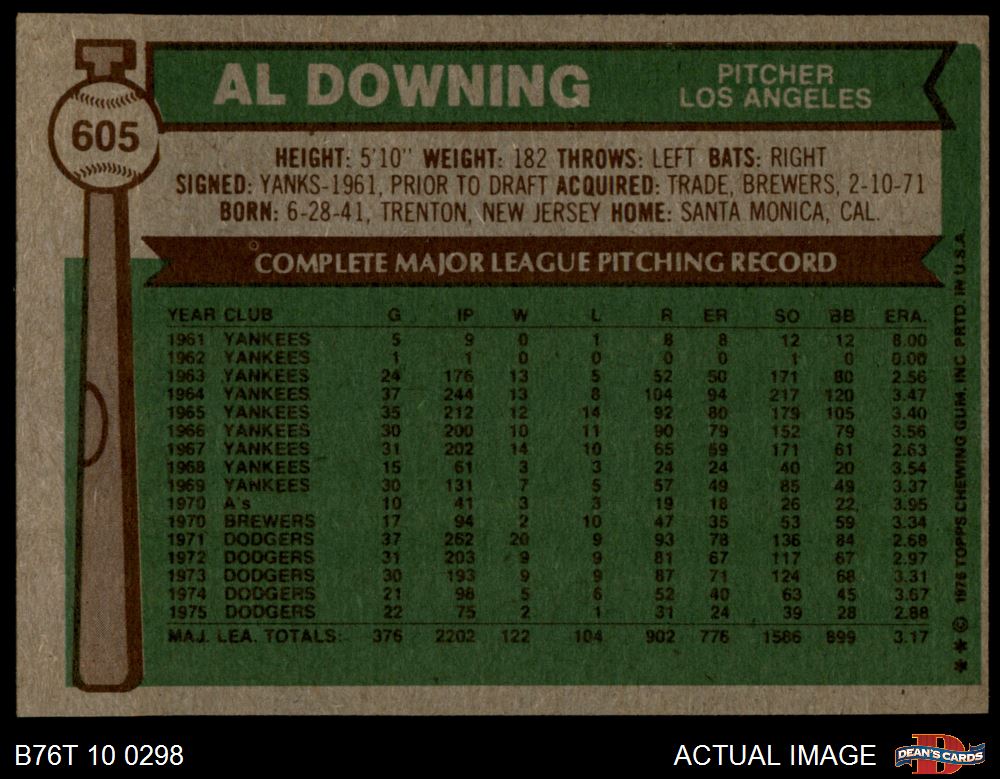 605
AL DOWNING
PITCHER
LOS ANGELES
HEIGHT: 5'10" WEIGHT: 182 THROWS: LEFT BATS: RIGHT
SIGNED: YANKS-1961, PRIOR TO DRAFT ACQUIRED: TRADE, BREWERS, 2-10-71
BORN: 6-28-41, TRENTON, NEW JERSEY HOME: SANTA MONICA, CAL.
COMPLETE MAJOR LEAGUE PITCHING RECORD
YEAR CLUB G IP W L R ER SO BB ERA.
1961 YANKEES 5 9 0 1 8 8 12 12 8.00
1962 YANKEES 1 1 0 0 0 0 1 0 0.00
1963 YANKEES 24 176 13 5 52 50 171 80 2.56
1964 YANKEES 37 244 13 8 104 94 217 120 3.47
1965 YANKEES 35 212 12 14 92 80 179 105 3.40
1966 YANKEES 30 200 10 11 90 79 152 79 3.56
1967 YANKEES 31 202 14 10 65 59 171 61 2.63
1968 YANKEES 15 61 3 3 24 24 40 20 3.54
1969 YANKEES 30 131 7 5 57 49 85 49 3.37
1970 A's 10 41 3 3 19 18 26 22 3.95
1970 BREWERS 17 94 2 10 47 35 53 59 3.34
1971 DODGERS 37 262 20 9 93 78 136 84 2.68
1972 DODGERS 31 203 9 9 81 67 117 67 2.97
1973 DODGERS 30 193 9 9 87 71 124 68 3.31
1974 DODGERS 21 98 5 6 52 40 63 45 3.67
1975 DODGERS 22 75 2 1 31 24 39 28 2.88
MAJ. LEA. TOTALS: 376 2202 122 104 902 776 1586 899 3.17
** © 1976 TOPPS CHEWING GUM, INC PRTD. IN U.S.A.
B76T 10 0298
ACTUAL IMAGE
DEAN'S CARDS